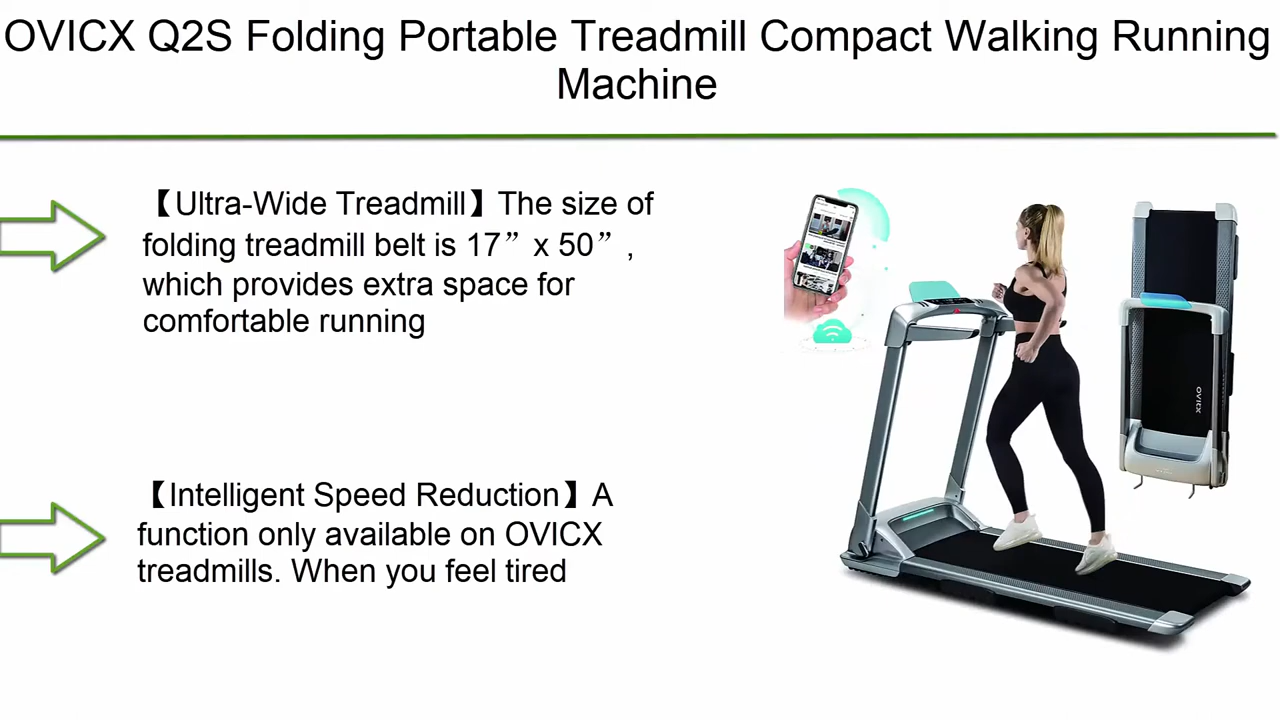 OVICX Q2S Folding Portable Treadmill Compact Walking Running
Machine
【Ultra-Wide Treadmill】The size of
folding treadmill belt is 17” x 50”,
which provides extra space for
comfortable running
【Intelligent Speed Reduction】A
function only available on OVICX
treadmills. When you feel tired
OVICX